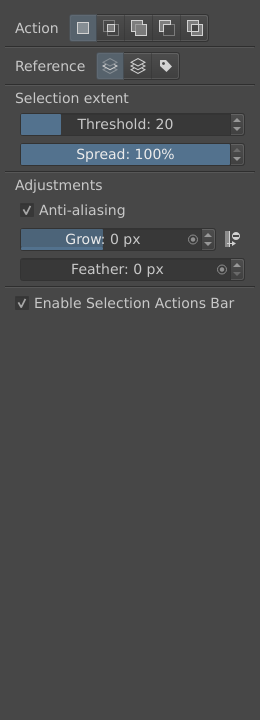 Action
Reference
Selection extent
Threshold: 20
Spread: 100%
Adjustments
Anti-aliasing
Grow: 0 px
Feather: 0 px
Enable Selection Actions Bar